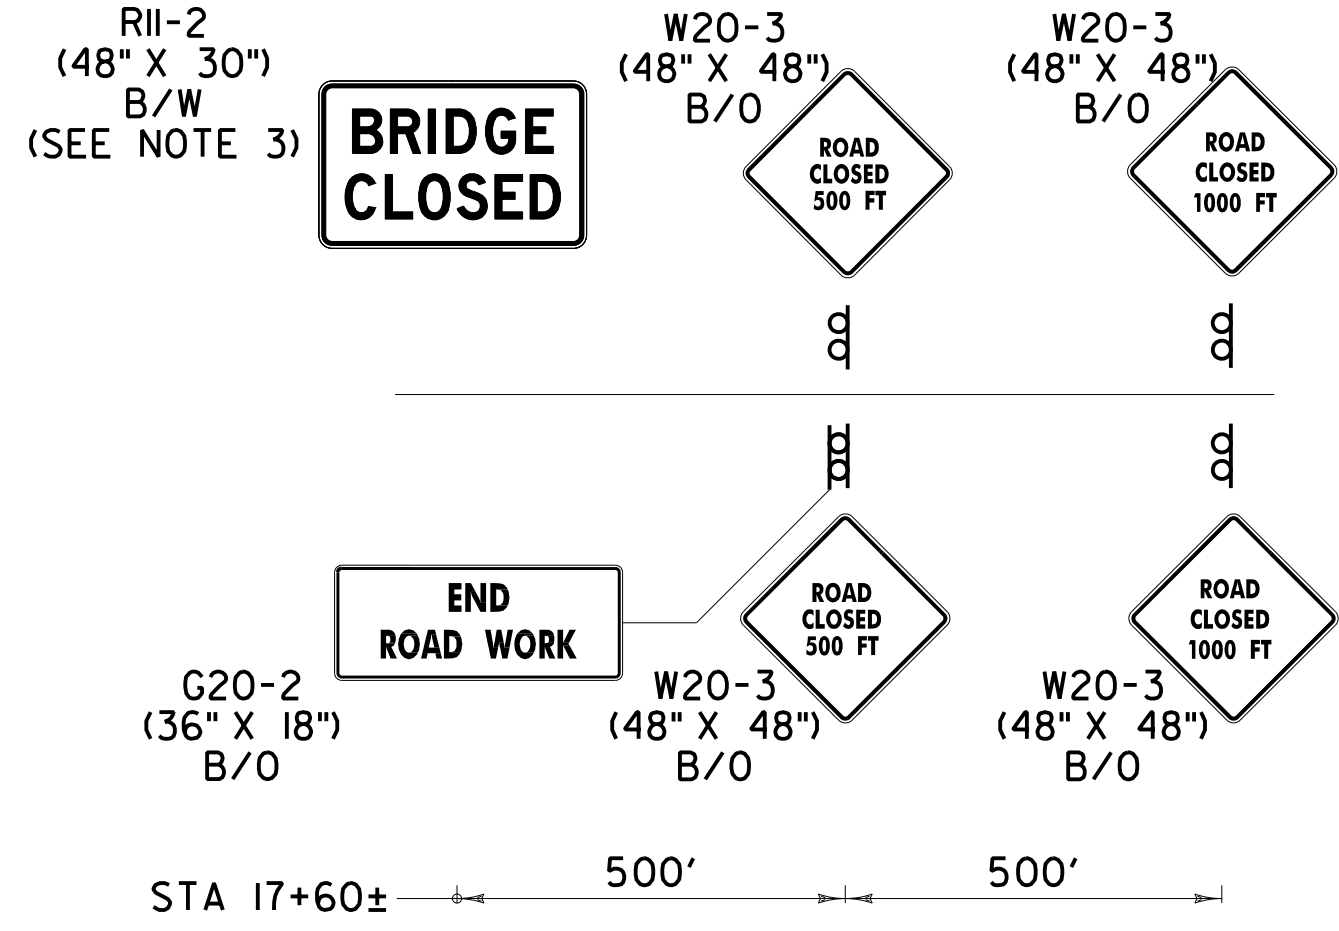 R11-2
(48" X 30")
B/W
(SEE NOTE 3)
BRIDGE
CLOSED
W20-3
(48" X 48")
B/O
ROAD
CLOSED
500 FT
W20-3
(48" X 48")
B/O
ROAD
CLOSED
1000 FT
END
ROAD WORK
G20-2
(36" X 18")
B/O
ROAD
CLOSED
500 FT
W20-3
(48" X 48")
B/O
ROAD
CLOSED
1000 FT
W20-3
(48" X 48")
B/O
STA 17+60±
500'
500'